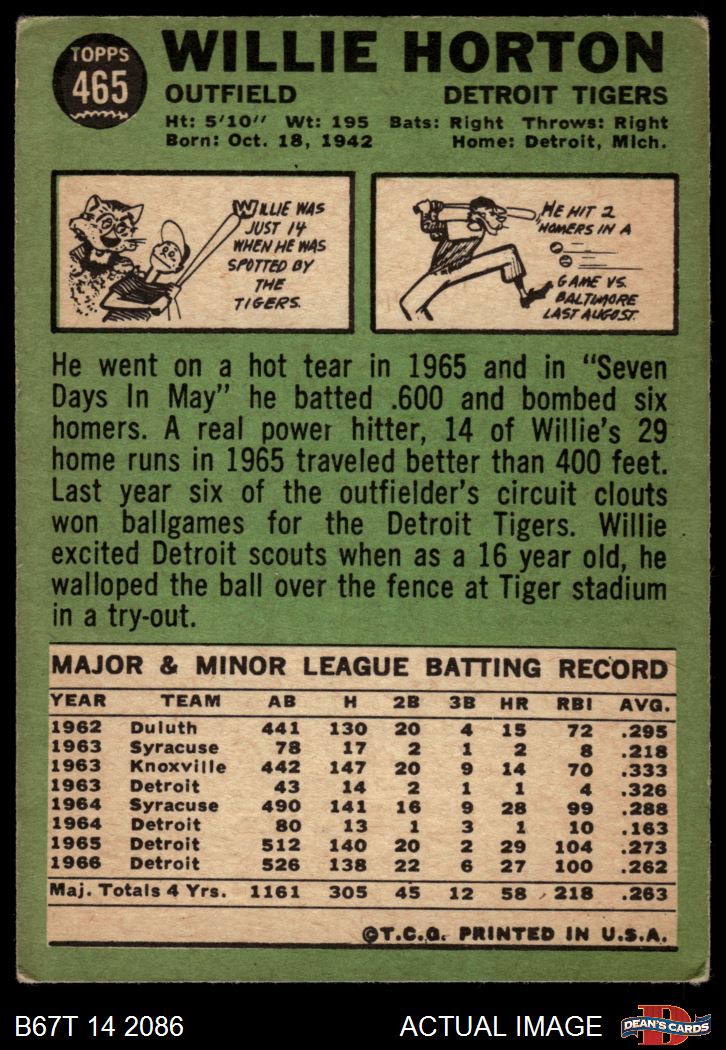 TOPPS
465
WILLIE HORTON
OUTFIELD DETROIT TIGERS
Ht: 5'10" Wt: 195 Bats: Right Throws: Right
Born: Oct. 18, 1942 Home: Detroit, Mich.
WILLIE WAS
JUST 14
WHEN HE WAS
SPOTTED BY
THE
TIGERS.
HE HIT 2
HOMERS IN A
GAME VS.
BALTIMORE
LAST AUGUST.
He went on a hot tear in 1965 and in "Seven
Days In May" he batted .600 and bombed six
homers. A real power hitter, 14 of Willie's 29
home runs in 1965 traveled better than 400 feet.
Last year six of the outfielder's circuit clouts
won ballgames for the Detroit Tigers. Willie
excited Detroit scouts when as a 16 year old, he
walloped the ball over the fence at Tiger stadium
in a try-out.
MAJOR & MINOR LEAGUE BATTING RECORD
YEAR TEAM AB H 2B 3B HR RBI AVG.
1962 Duluth 441 130 20 4 15 72 .295
1963 Syracuse 78 17 2 1 2 8 .218
1963 Knoxville 442 147 20 9 14 70 .333
1963 Detroit 43 14 2 1 1 4 .326
1964 Syracuse 490 141 16 9 28 99 .288
1964 Detroit 80 13 1 3 1 10 .163
1965 Detroit 512 140 20 2 29 104 .273
1966 Detroit 526 138 22 6 27 100 .262
Maj. Totals 4 Yrs. 1161 305 45 12 58 218 .263
©T.C.G. PRINTED IN U.S.A.
B67T 14 2086 ACTUAL IMAGE
D
DEAN'S CARDS